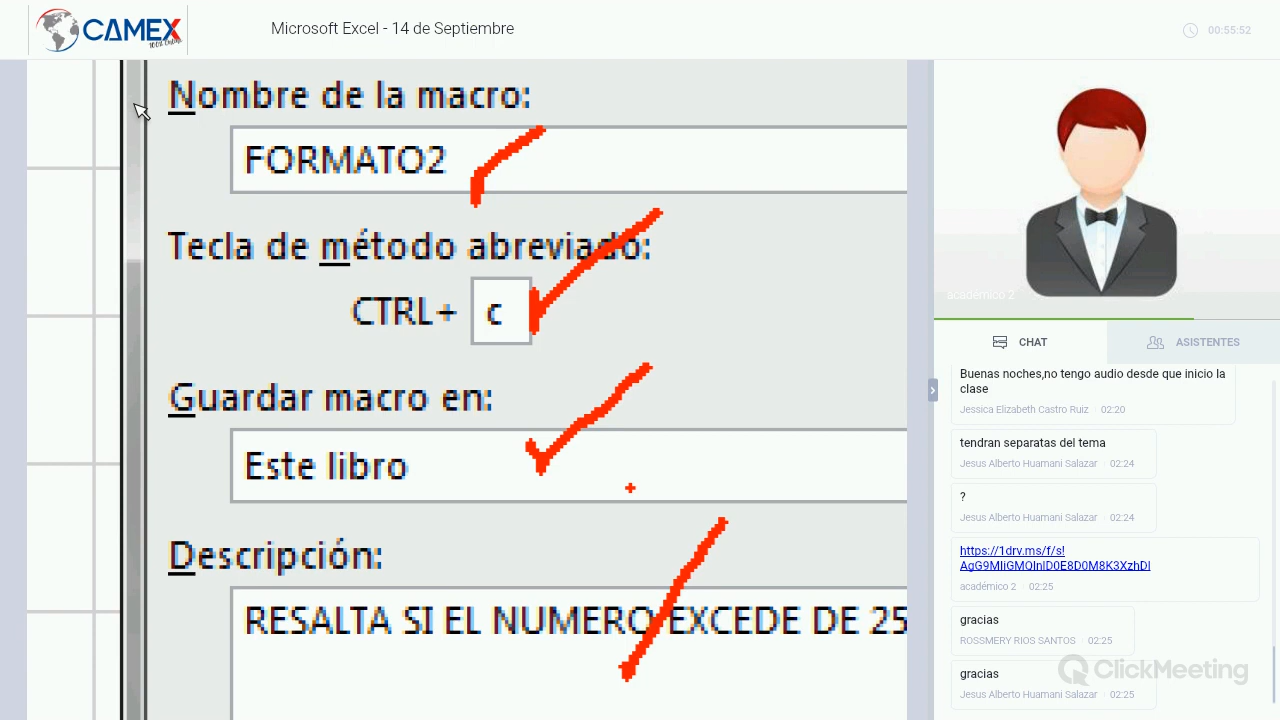 CAMEX
100% Online
Microsoft Excel - 14 de Septiembre
00:55:52
Nombre de la macro:
FORMATO2
Tecla de método abreviado:
CTRL+ c
Guardar macro en:
Este libro
Descripción:
RESALTA SI EL NUMERO EXCEDE DE 25
académico 2
CHAT
ASISTENTES
Buenas noches,no tengo audio desde que inicio la
clase
Jessica Elizabeth Castro Ruiz 02:20
tendran separatas del tema
Jesus Alberto Huamani Salazar 02:24
?
Jesus Alberto Huamani Salazar 02:24
https://1drv.ms/f/s!
académico 2 02:25
gracias
ROSSMERY RIOS SANTOS 02:25
gracias
Jesus Alberto Huamani Salazar 02:25
ClickMeeting